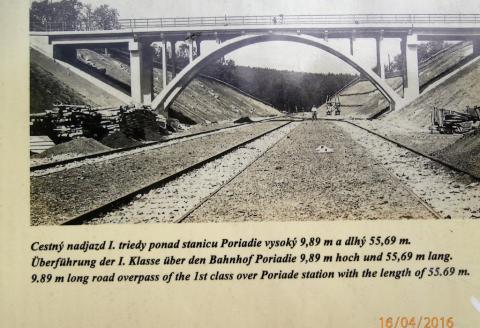 Cestný nadjazd I. triedy ponad stanicu Poriadie vysoký 9,89 m a dlhý 55,69 m.
Überführung der I. Klasse über den Bahnhof Poriadie 9,89 m hoch und 55,69 m lang.
9.89 m long road overpass of the 1st class over Poriade station with the length of 55.69 m.
16/04/2016